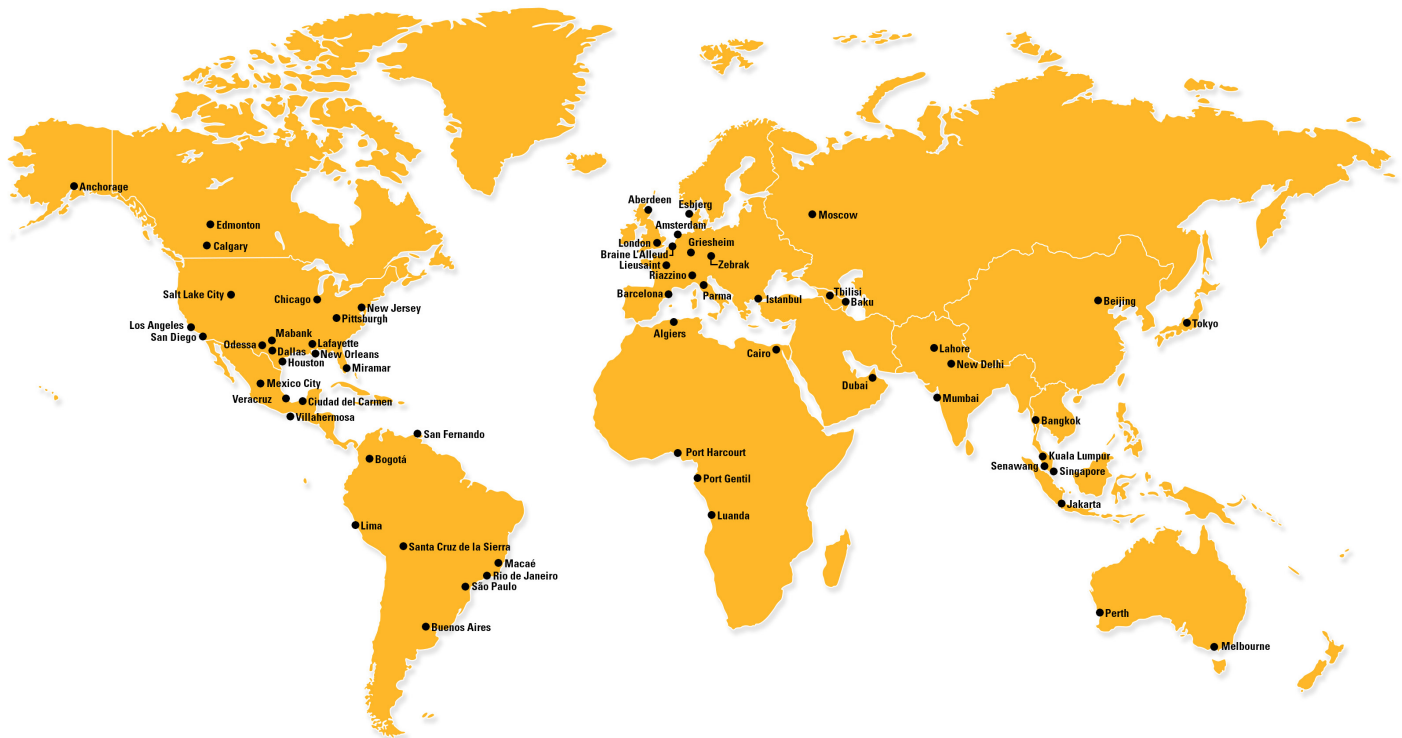 Anchorage
Edmonton
Calgary
Salt Lake City
Chicago
New Jersey
Pittsburgh
Los Angeles
San Diego
Mabank
Odessa
Dallas
Lafayette
New Orleans
Houston
Miramar
Mexico City
Veracruz
Ciudad del Carmen
Villahermosa
San Fernando
Bogotá
Lima
Santa Cruz de la Sierra
Macaé
Rio de Janeiro
São Paulo
Buenos Aires
Aberdeen
Esbjerg
Amsterdam
London
Griesheim
Braine L'Alleud
Lieusaint
Zebrak
Riazzino
Barcelona
Parma
Istanbul
Tbilisi
Baku
Moscow
Algiers
Cairo
Dubai
Port Harcourt
Port Gentil
Luanda
Lahore
New Delhi
Mumbai
Beijing
Tokyo
Bangkok
Kuala Lumpur
Senawang
Singapore
Jakarta
Perth
Melbourne